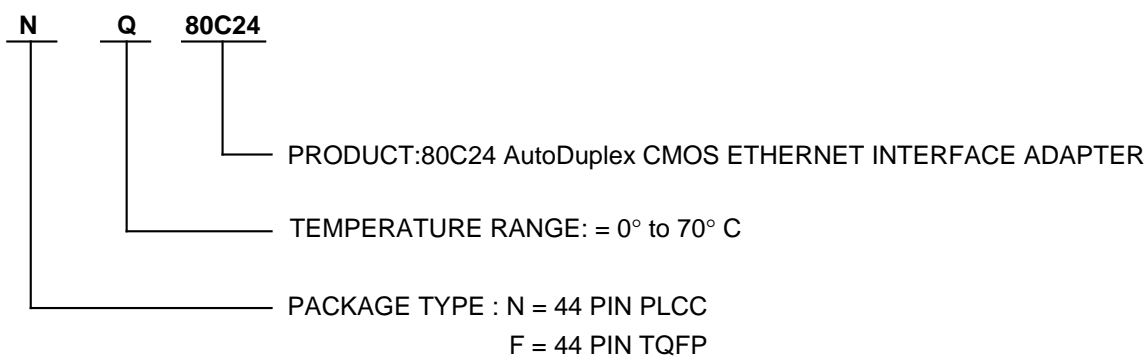 N Q 80C24
PRODUCT:80C24 AutoDuplex CMOS ETHERNET INTERFACE ADAPTER
TEMPERATURE RANGE: = 0° to 70° C
PACKAGE TYPE : N = 44 PIN PLCC
F = 44 PIN TQFP